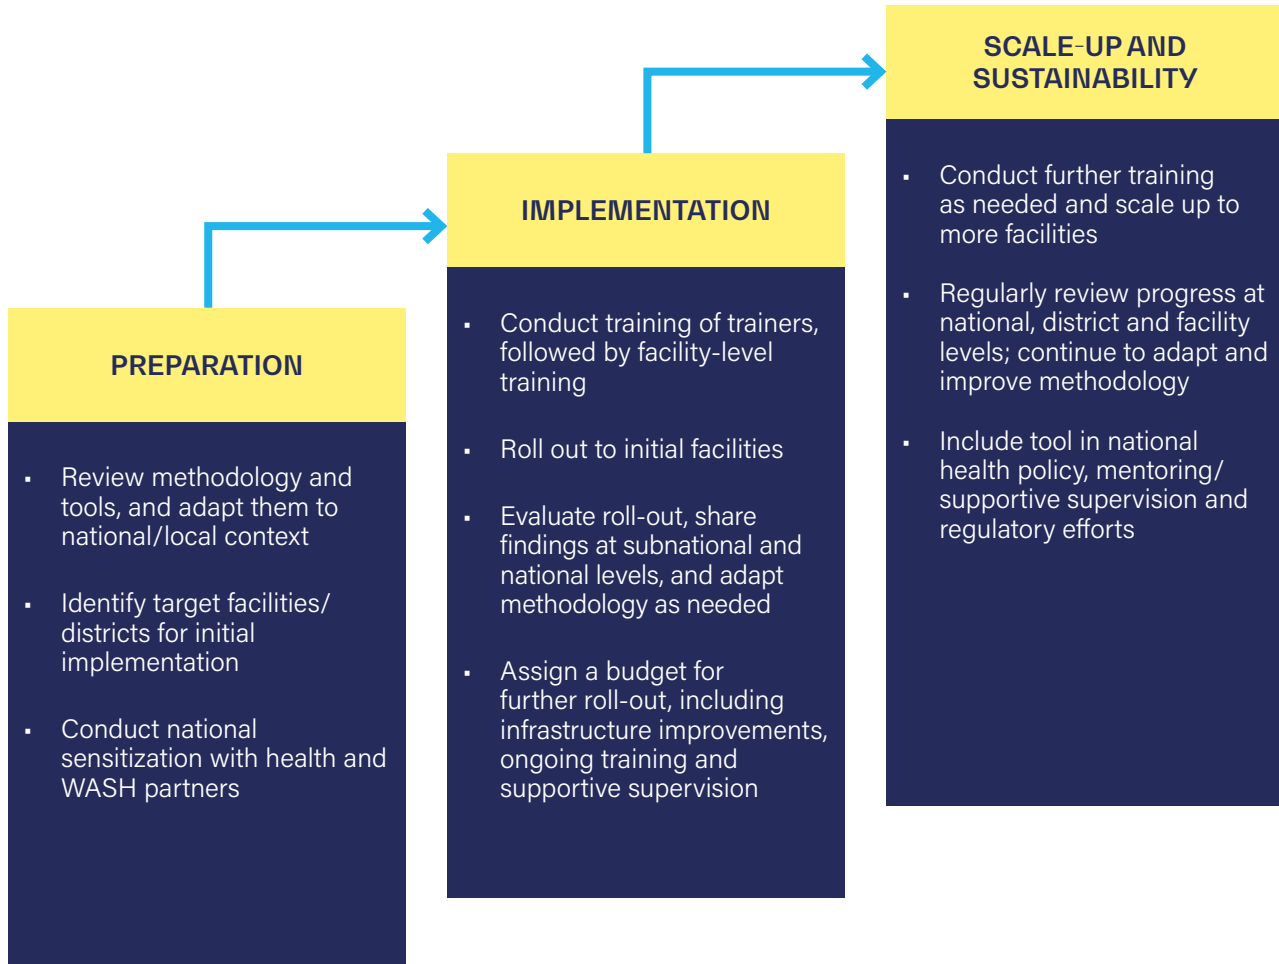 PREPARATION
▪ Review methodology and
tools, and adapt them to
national/local context
▪ Identify target facilities/
districts for initial
implementation
▪ Conduct national
sensitization with health and
WASH partners
IMPLEMENTATION
▪ Conduct training of trainers,
followed by facility-level
training
▪ Roll out to initial facilities
▪ Evaluate roll-out, share
findings at subnational and
national levels, and adapt
methodology as needed
▪ Assign a budget for
further roll-out, including
infrastructure improvements,
ongoing training and
supportive supervision
SCALE-UP AND
SUSTAINABILITY
▪ Conduct further training
as needed and scale up to
more facilities
▪ Regularly review progress at
national, district and facility
levels; continue to adapt and
improve methodology
▪ Include tool in national
health policy, mentoring/
supportive supervision and
regulatory efforts